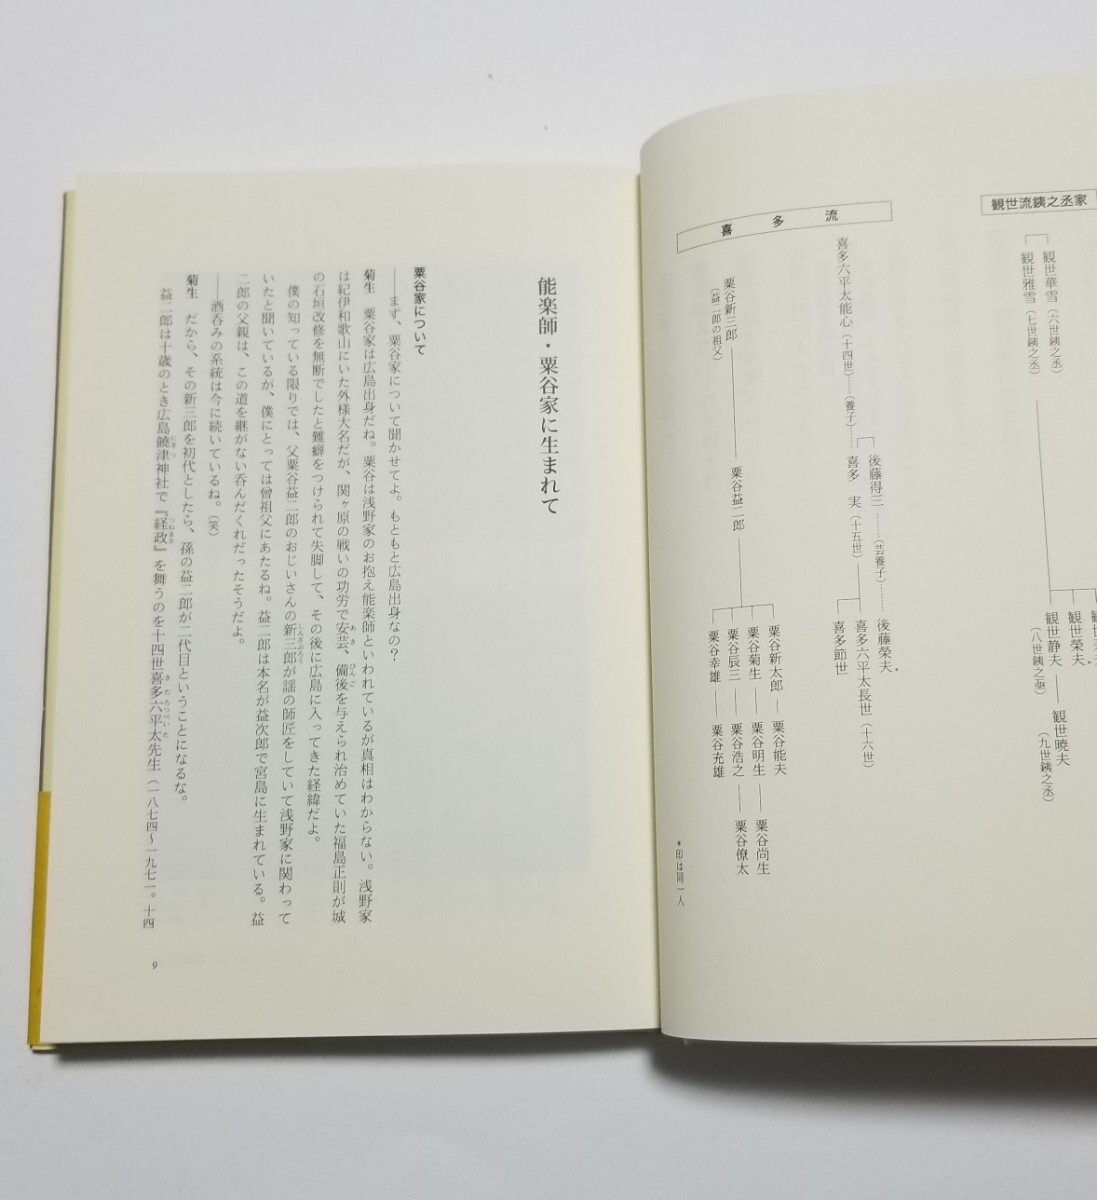 観世流銕之丞家
観世華雪(六世銕之丞)
観世雅雪(七世銕之丞)
観世榮夫*
観世静夫(八世銕之亟)
観世暁夫(九世銕之丞)
喜多流
喜多六平太能心(十四世)……(養子)……喜多 実(十五世)
後藤得三………(芸養子)………後藤榮夫*
喜多六平太長世(十六世)
喜多節世
粟谷新三郎
(益二郎の祖父)
粟谷益二郎
粟谷新太郎 ― 粟谷能夫
粟谷菊生 ― 粟谷明生 ― 粟谷尚生
粟谷辰三 ― 粟谷浩之 ― 粟谷僚太
粟谷幸雄 ― 粟谷充雄
*印は同一人
能楽師・粟谷家に生まれて
粟谷家について
――まず、粟谷家について聞かせてよ。もともと広島出身なの?
菊生 粟谷家は広島出身だね。粟谷は浅野家のお抱え能楽師といわれているが真相はわからない。浅野家
は紀伊和歌山にいた外様大名だが、関ヶ原の戦いの功労で安芸、備後を与えられ治めていた福島正則が城
の石垣改修を無断でしたと難癖をつけられて失脚して、その後に広島に入ってきた経緯だよ。
僕の知っている限りでは、父粟谷益二郎のおじいさんの新三郎が謡の師匠をしていて浅野家に関わって
いたと聞いているが、僕にとっては曾祖父にあたるね。益二郎は本名が益次郎で宮島に生まれている。益
二郎の父親は、この道を継がない呑んだくれだったそうだよ。
――酒呑みの系統は今に続いているね。(笑)
菊生 だから、その新三郎を初代としたら、孫の益二郎が二代目ということになるな。
益二郎は十歳のとき広島饒津神社で『経政』を舞うのを十四世喜多六平太先生(一八七四〜一九七一。十四
9